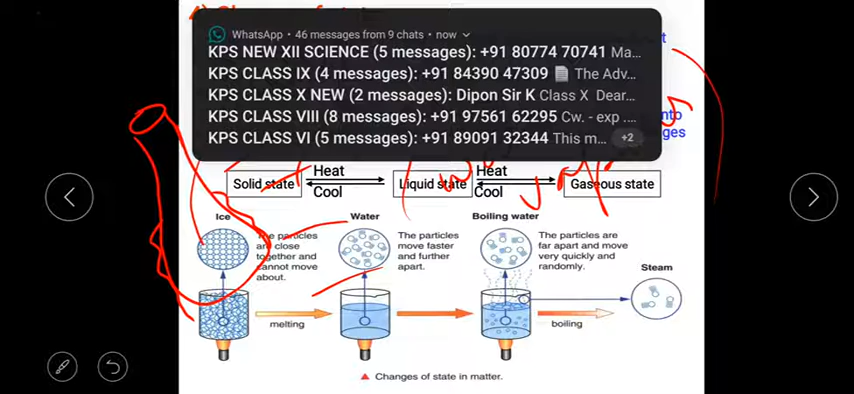 WhatsApp • 46 messages from 9 chats • now
KPS NEW XII SCIENCE (5 messages): +91 80774 70741 Ma...
KPS CLASS IX (4 messages): +91 84390 47309 📄 The Adv...
KPS CLASS X NEW (2 messages): Dipon Sir K Class X Dear...
KPS CLASS VIII (8 messages): +91 97561 62295 Cw. - exp ...
KPS CLASS VI (5 messages): +91 89091 32344 This m...
+2
Solid state
Heat
Cool
Liquid state
Heat
Cool
Gaseous state
Ice
The particles
are close
together and
cannot move
about.
Water
The particles
move faster
and further
apart.
Boiling water
The particles are
far apart and move
very quickly and
randomly.
Steam
melting
boiling
▲ Changes of state in matter.